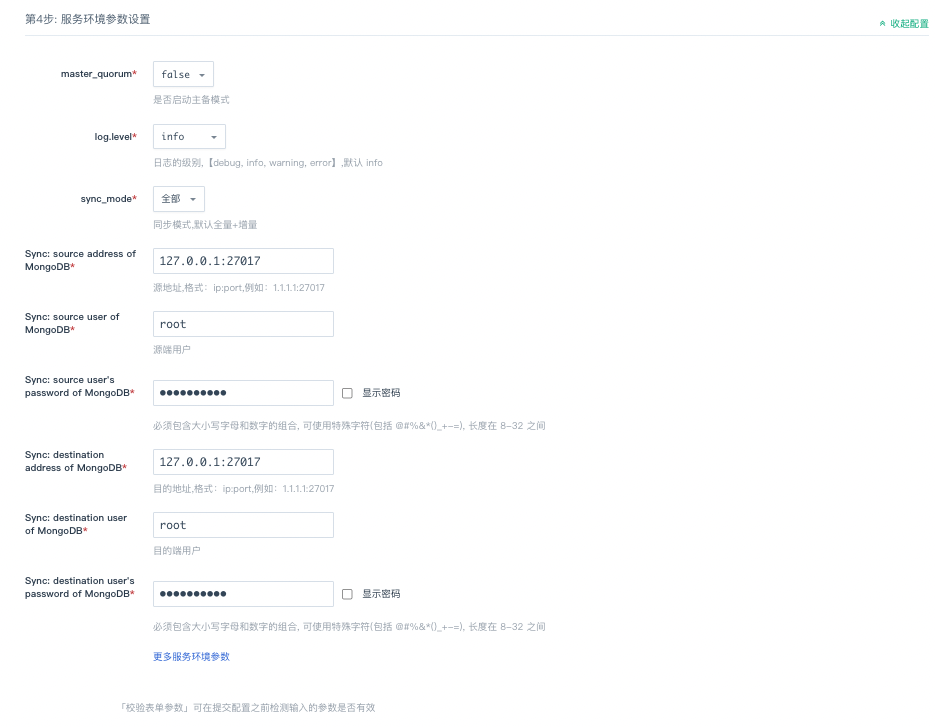 第4步: 服务环境参数设置
收起配置
master_quorum*
false
是否启动主备模式
log.level*
info
日志的级别,【debug, info, warning, error】,默认 info
sync_mode*
全部
同步模式,默认全量+增量
Sync: source address of
MongoDB*
127.0.0.1:27017
源地址,格式：ip:port,例如：1.1.1.1:27017
Sync: source user of
MongoDB*
root
源端用户
Sync: source user's
password of MongoDB*
●●●●●●●●●●
显示密码
必须包含大小写字母和数字的组合, 可使用特殊字符(包括 @#%&*()_+-=), 长度在 8-32 之间
Sync: destination
address of MongoDB*
127.0.0.1:27017
目的地址,格式：ip:port,例如：1.1.1.1:27017
Sync: destination user
of MongoDB*
root
目的端用户
Sync: destination user's
password of MongoDB*
●●●●●●●●●●
显示密码
必须包含大小写字母和数字的组合, 可使用特殊字符(包括 @#%&*()_+-=), 长度在 8-32 之间
更多服务环境参数
「校验表单参数」可在提交配置之前检测输入的参数是否有效